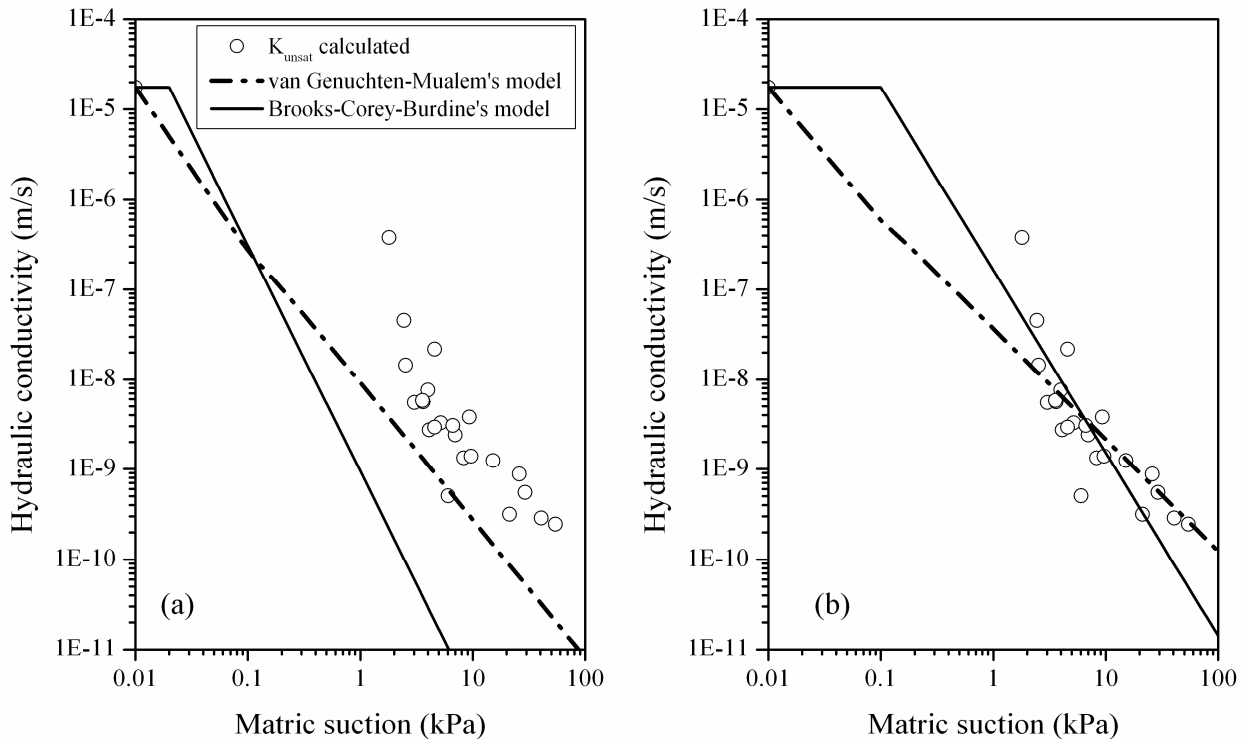 Hydraulic conductivity (m/s)
1E-4
1E-5
1E-6
1E-7
1E-8
1E-9
1E-10
1E-11
K_unsat calculated
van Genuchten-Mualem's model
Brooks-Corey-Burdine's model
(a)
0.01 0.1 1 10 100
Matric suction (kPa)
Hydraulic conductivity (m/s)
1E-4
1E-5
1E-6
1E-7
1E-8
1E-9
1E-10
1E-11
(b)
0.01 0.1 1 10 100
Matric suction (kPa)